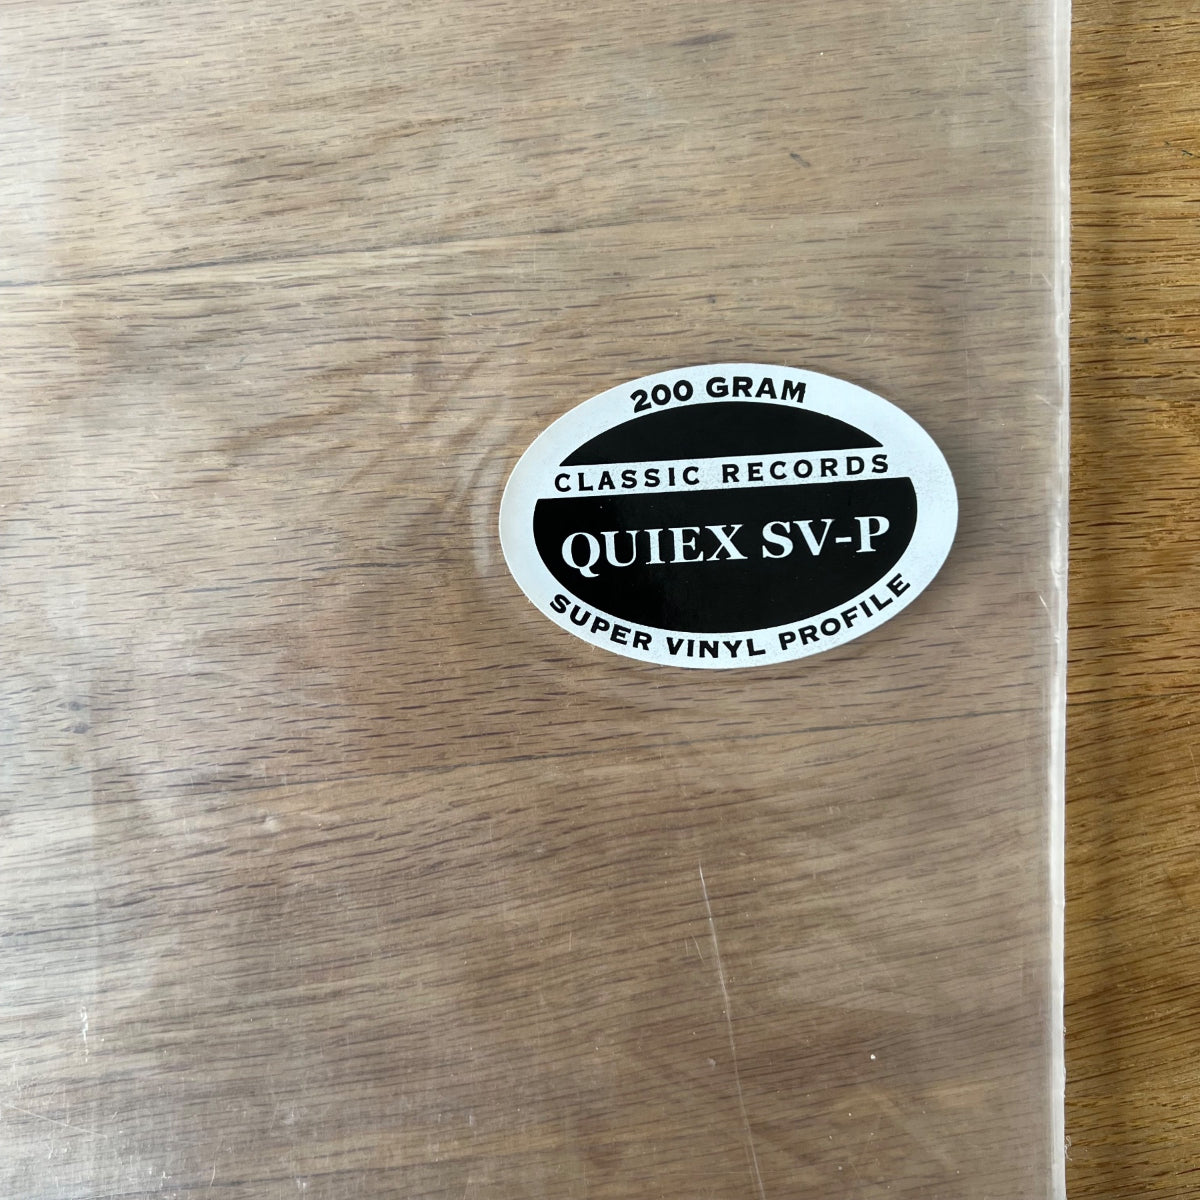 200 GRAM
CLASSIC RECORDS
QUIEX SV-P
SUPER VINYL PROFILE